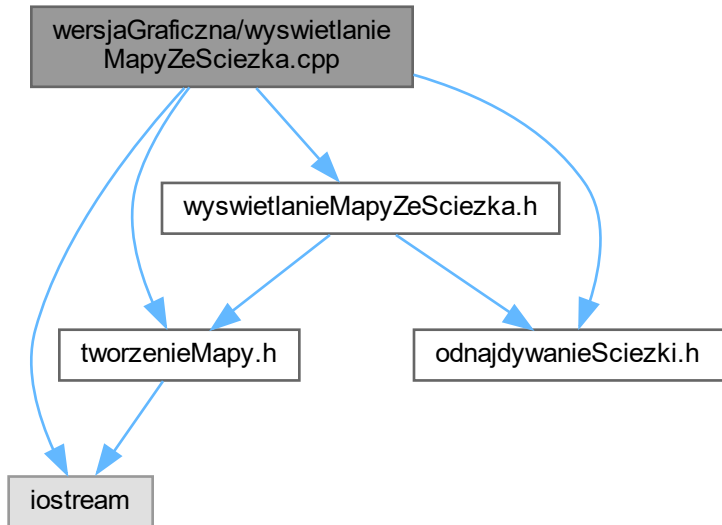 wersjaGraficzna/wyswietlanie
MapyZeSciezka.cpp
wyswietlanieMapyZeSciezka.h
tworzenieMapy.h
odnajdywanieSciezki.h
iostream